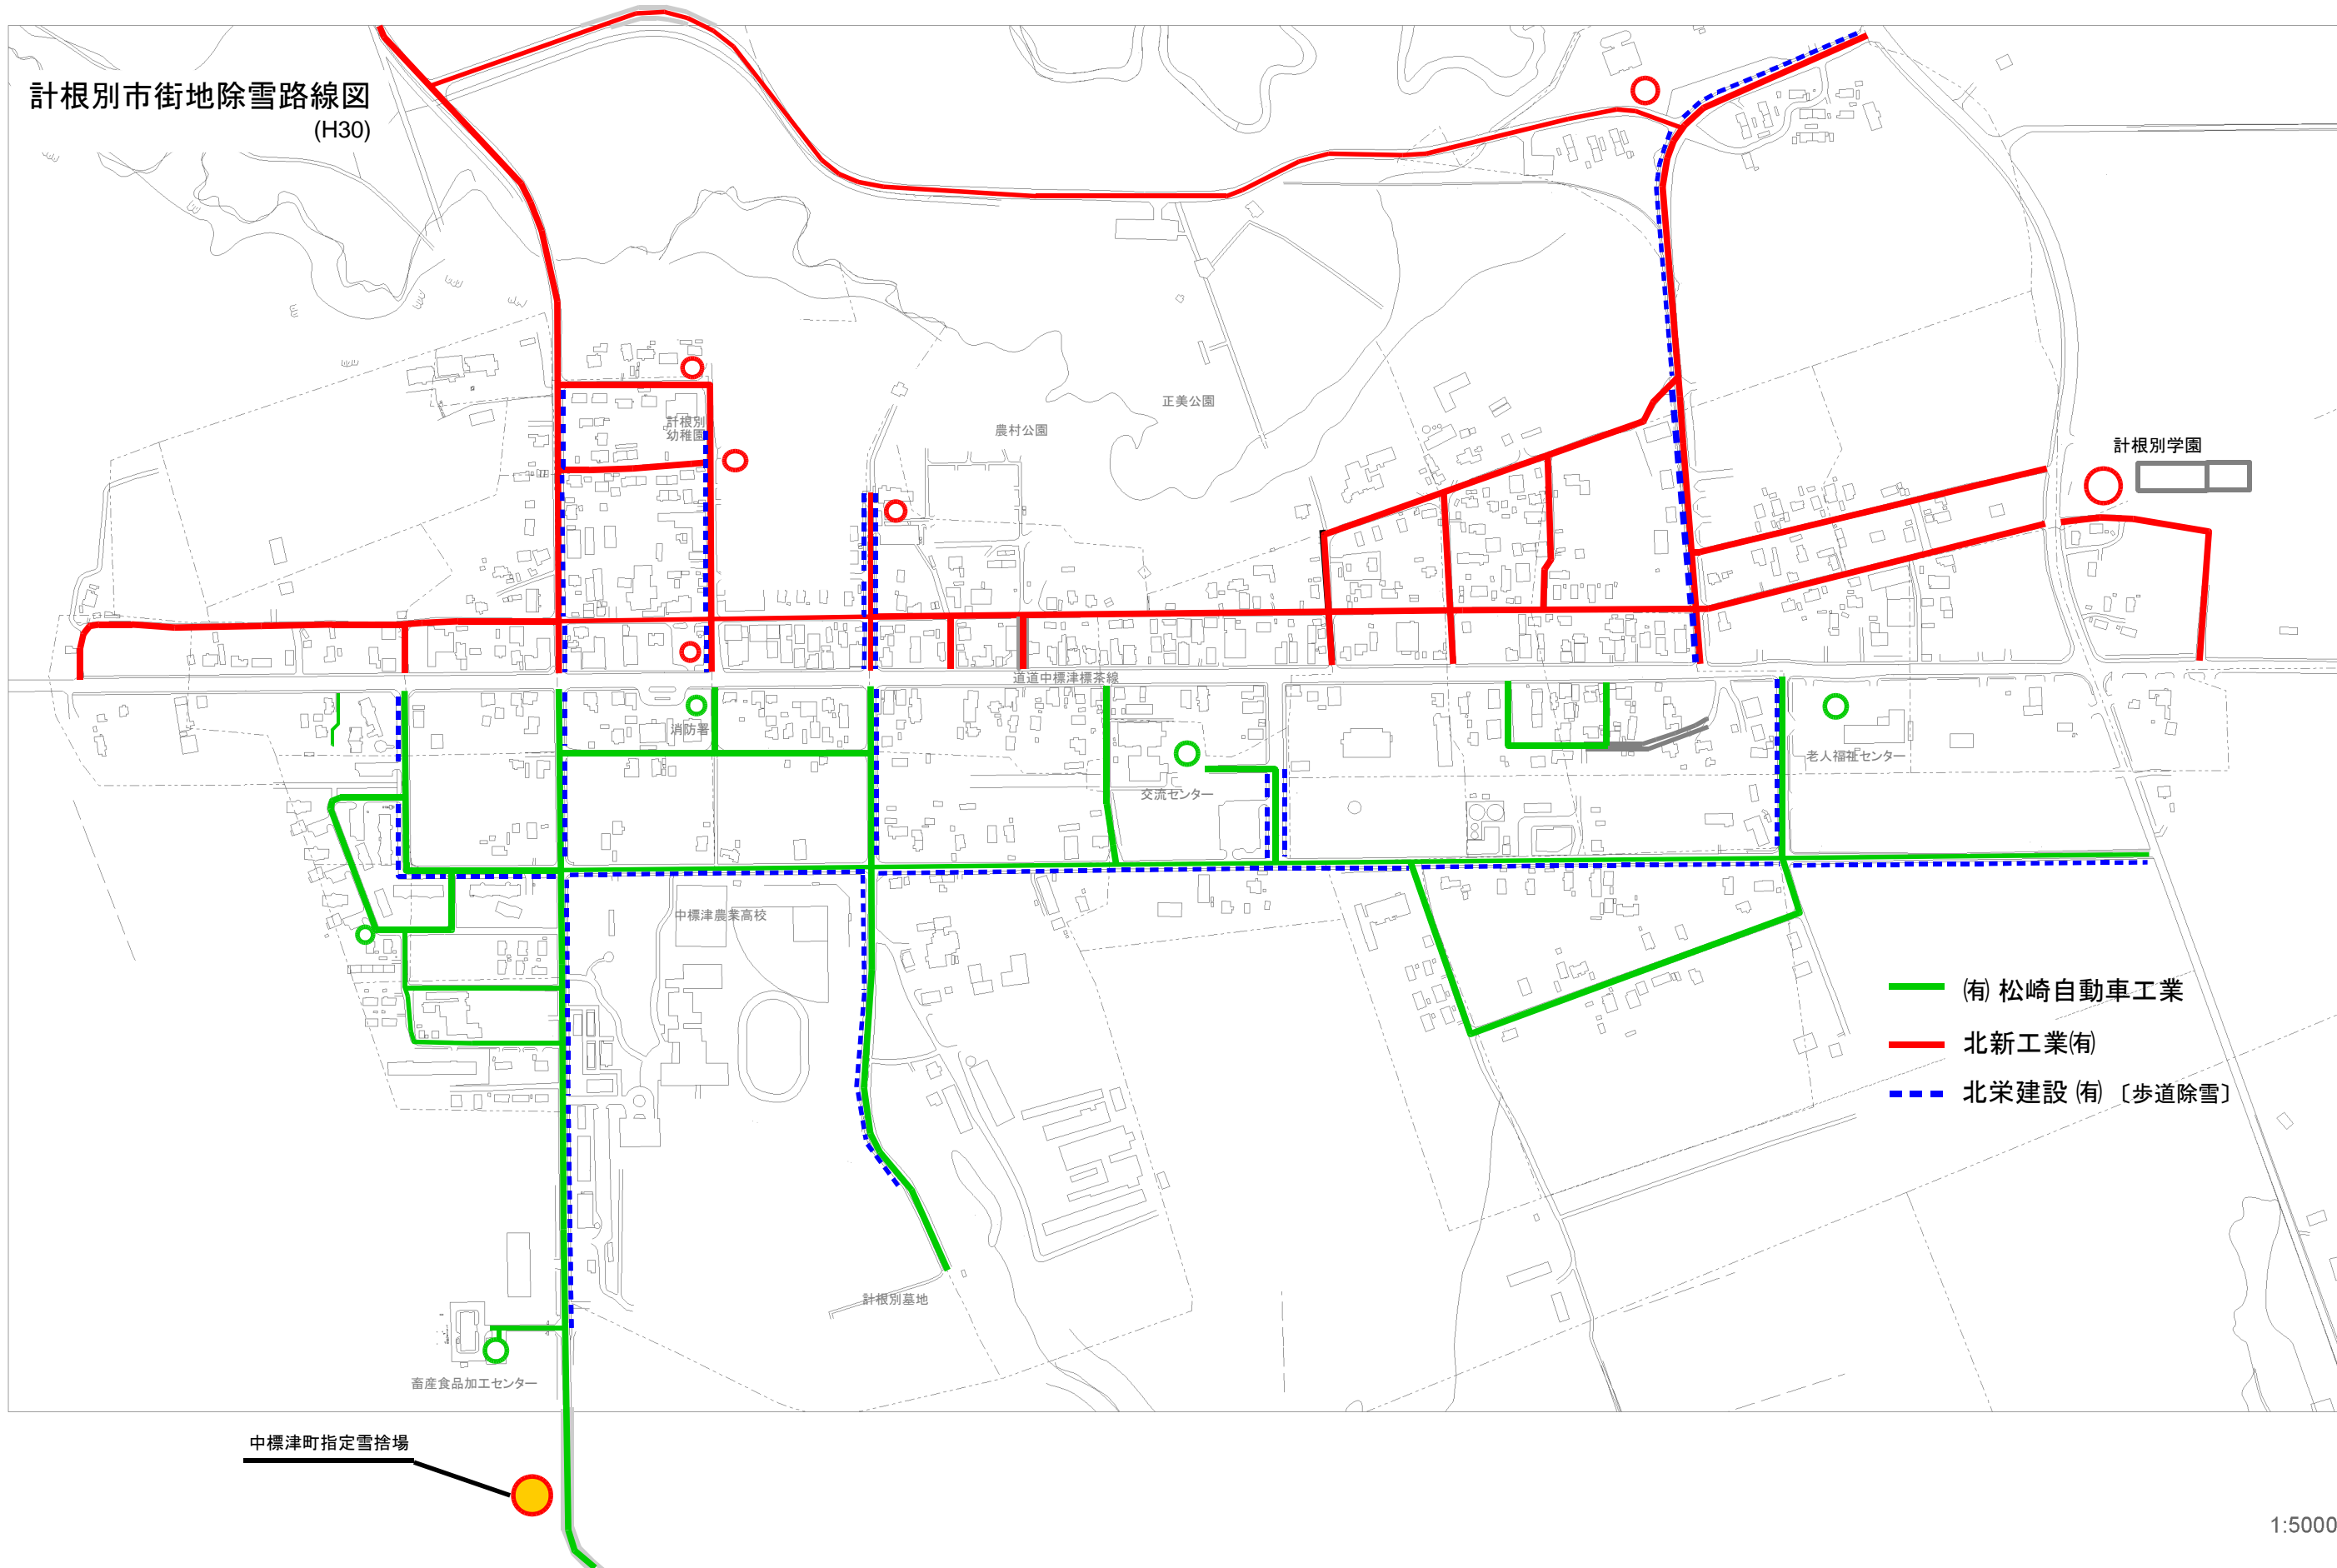 計根別市街地除雪路線図
(H30)
計根別
幼稚園
農村公園
正美公園
計根別学園
道道中標津標茶線
消防署
交流センター
老人福祉センター
中標津農業高校
㈲ 松崎自動車工業
北新工業㈲
北栄建設 ㈲ 〔歩道除雪〕
計根別墓地
畜産食品加工センター
中標津町指定雪捨場
1:5000